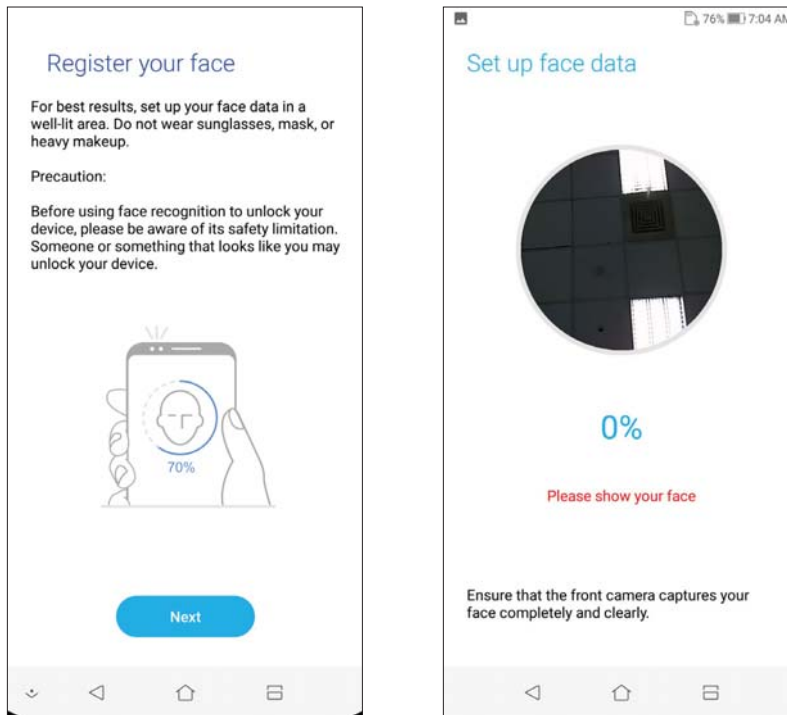 Register your face
For best results, set up your face data in a
well-lit area. Do not wear sunglasses, mask, or
heavy makeup.
Precaution:
Before using face recognition to unlock your
device, please be aware of its safety limitation.
Someone or something that looks like you may
unlock your device.
70%
Next
76% 7:04 AM
Set up face data
0%
Please show your face
Ensure that the front camera captures your
face completely and clearly.